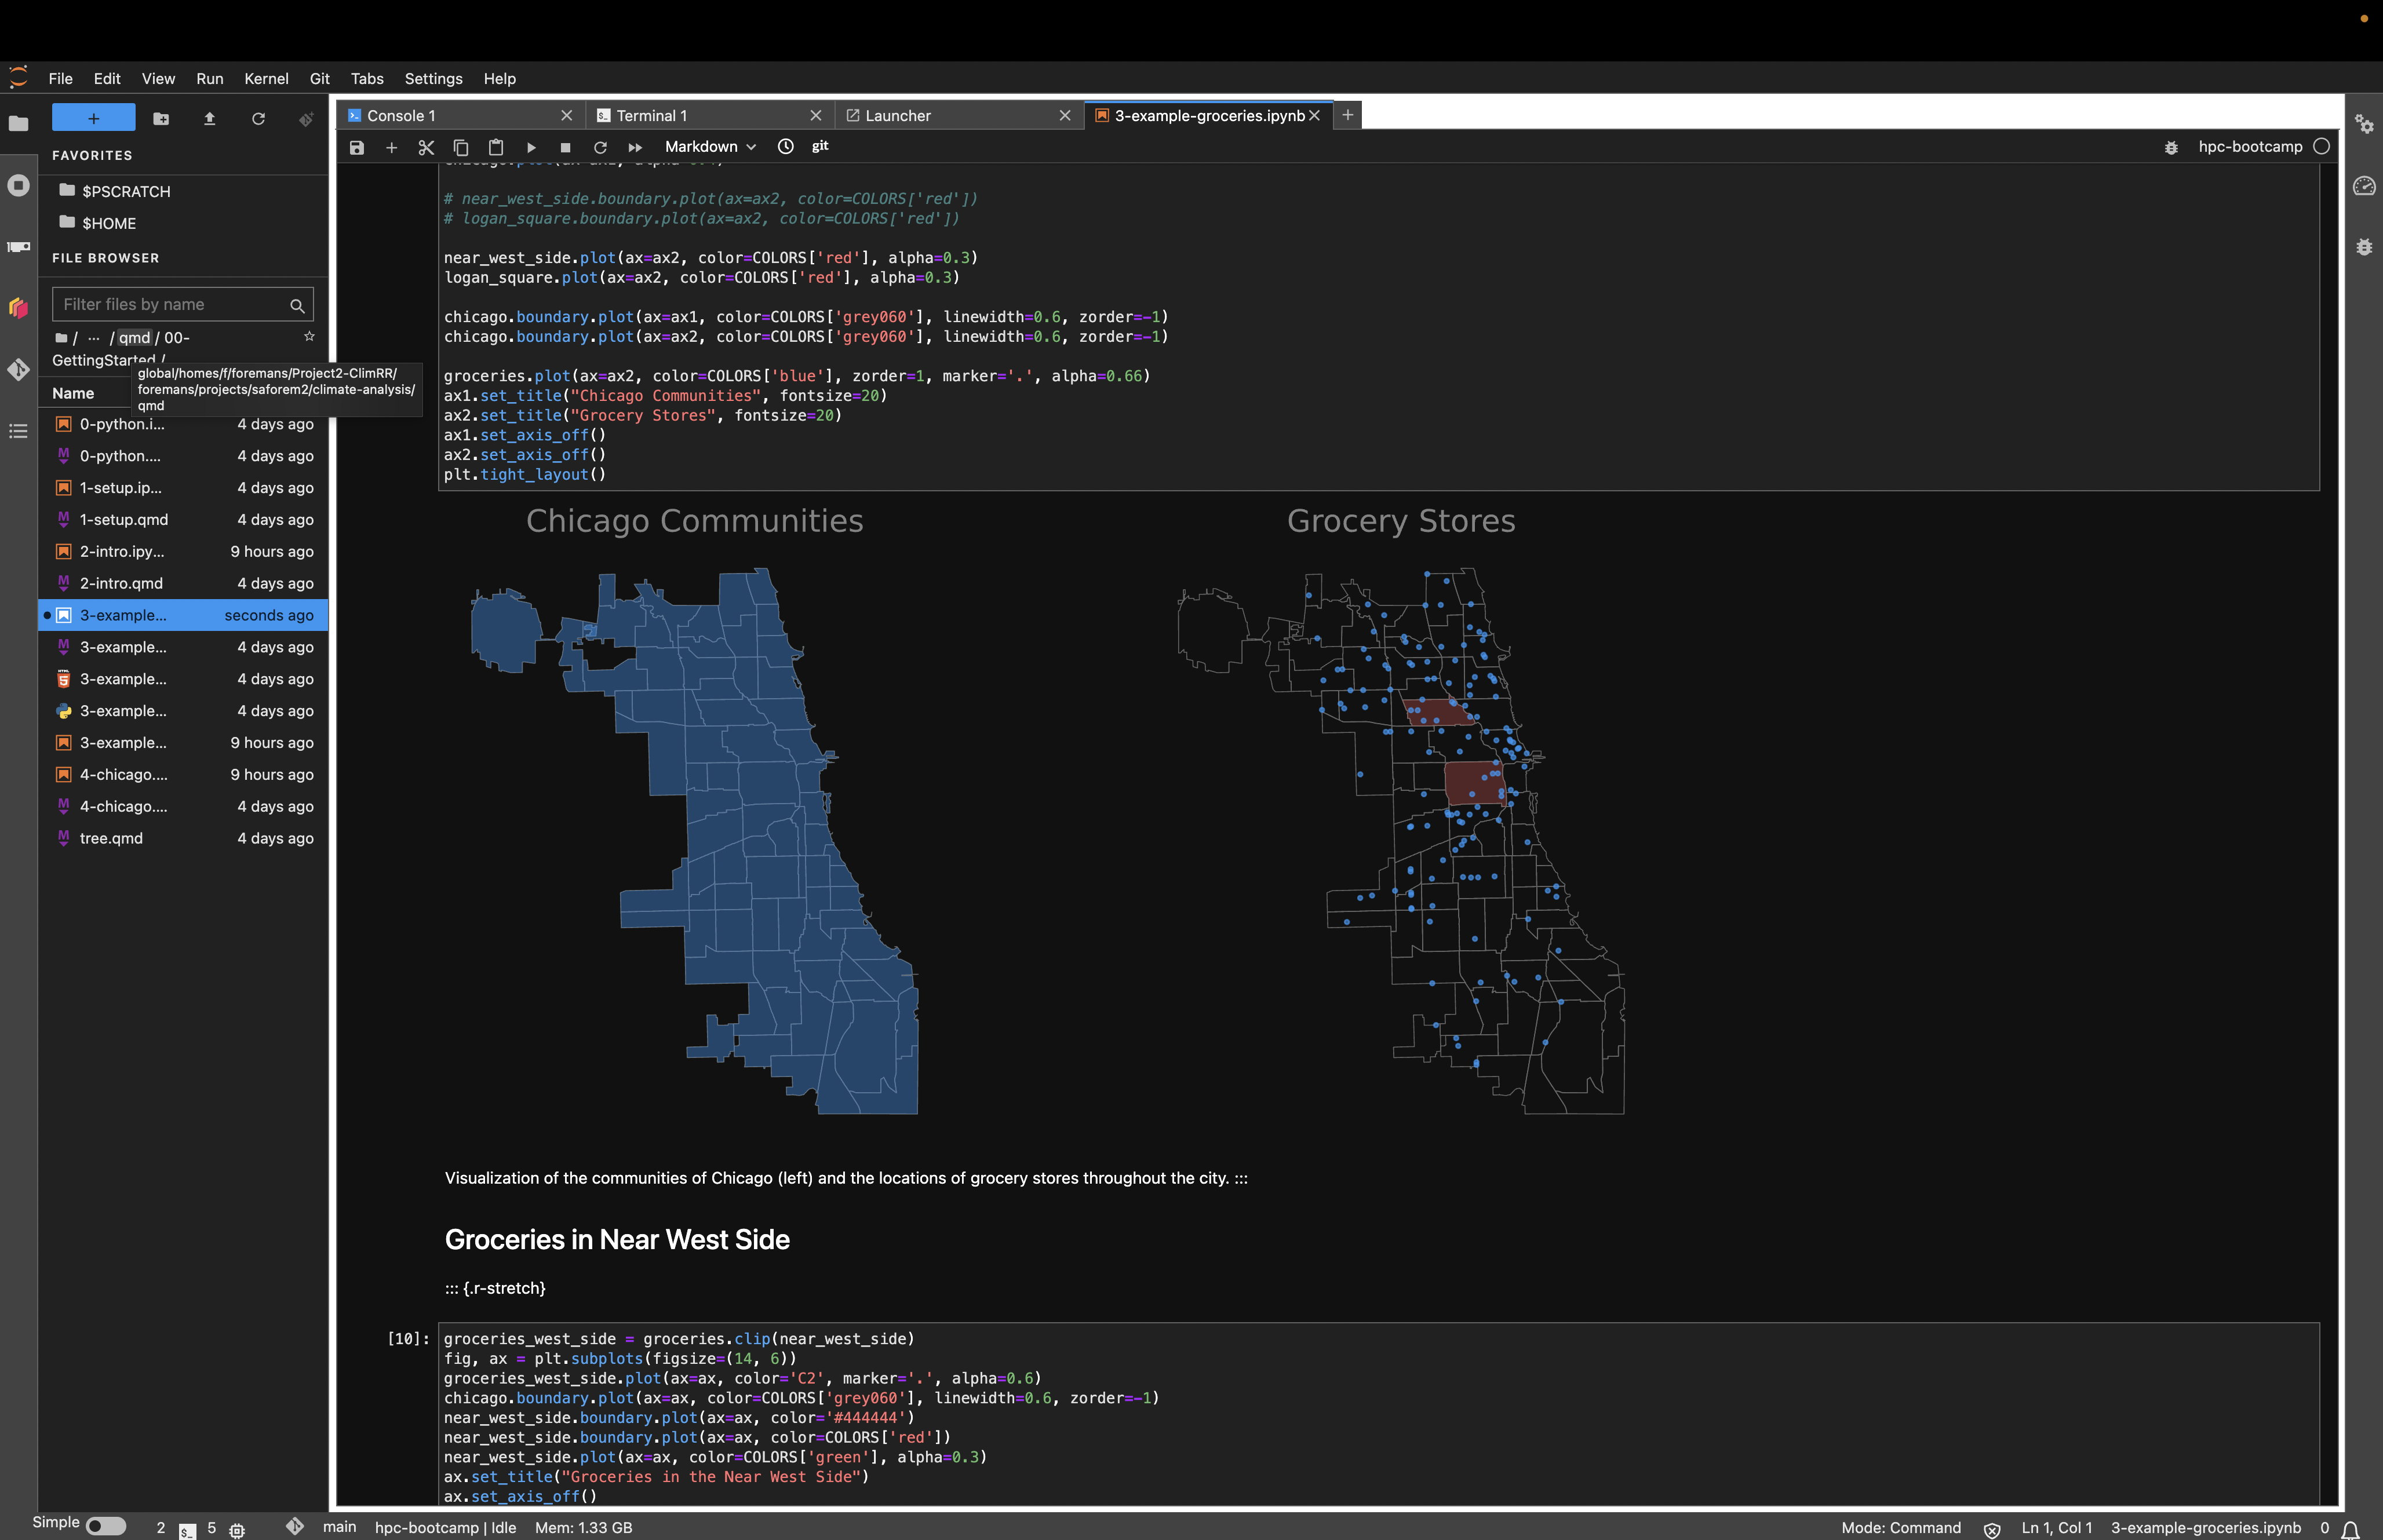 File Edit View Run Kernel Git Tabs Settings Help
+
FAVORITES
$PSCRATCH
$HOME
FILE BROWSER
Filter files by name
/ ··· / qmd / 00-
GettingStarted /
global/homes/f/foremans/Project2-ClimRR/
foremans/projects/saforem2/climate-analysis/
qmd
Name
0-python.i... 4 days ago
0-python.... 4 days ago
1-setup.ip... 4 days ago
1-setup.qmd 4 days ago
2-intro.ipy... 9 hours ago
2-intro.qmd 4 days ago
3-example... seconds ago
3-example... 4 days ago
3-example... 4 days ago
3-example... 4 days ago
3-example... 9 hours ago
4-chicago.... 9 hours ago
4-chicago.... 4 days ago
tree.qmd 4 days ago
Console 1 Terminal 1 Launcher 3-example-groceries.ipynb
Markdown git hpc-bootcamp
# near_west_side.boundary.plot(ax=ax2, color=COLORS['red'])
# logan_square.boundary.plot(ax=ax2, color=COLORS['red'])
near_west_side.plot(ax=ax2, color=COLORS['red'], alpha=0.3)
logan_square.plot(ax=ax2, color=COLORS['red'], alpha=0.3)
chicago.boundary.plot(ax=ax1, color=COLORS['grey060'], linewidth=0.6, zorder=-1)
chicago.boundary.plot(ax=ax2, color=COLORS['grey060'], linewidth=0.6, zorder=-1)
groceries.plot(ax=ax2, color=COLORS['blue'], zorder=1, marker='.', alpha=0.66)
ax1.set_title("Chicago Communities", fontsize=20)
ax2.set_title("Grocery Stores", fontsize=20)
ax1.set_axis_off()
ax2.set_axis_off()
plt.tight_layout()
Chicago Communities
Grocery Stores
Visualization of the communities of Chicago (left) and the locations of grocery stores throughout the city. :::
Groceries in Near West Side
::: {.r-stretch}
[10]: groceries_west_side = groceries.clip(near_west_side)
fig, ax = plt.subplots(figsize=(14, 6))
groceries_west_side.plot(ax=ax, color='C2', marker='.', alpha=0.6)
chicago.boundary.plot(ax=ax, color=COLORS['grey060'], linewidth=0.6, zorder=-1)
near_west_side.boundary.plot(ax=ax, color='#444444')
near_west_side.boundary.plot(ax=ax, color=COLORS['red'])
near_west_side.plot(ax=ax, color=COLORS['green'], alpha=0.3)
ax.set_title("Groceries in the Near West Side")
ax.set_axis_off()
Simple 2 5 main hpc-bootcamp | Idle Mem: 1.33 GB Mode: Command Ln 1, Col 1 3-example-groceries.ipynb 0